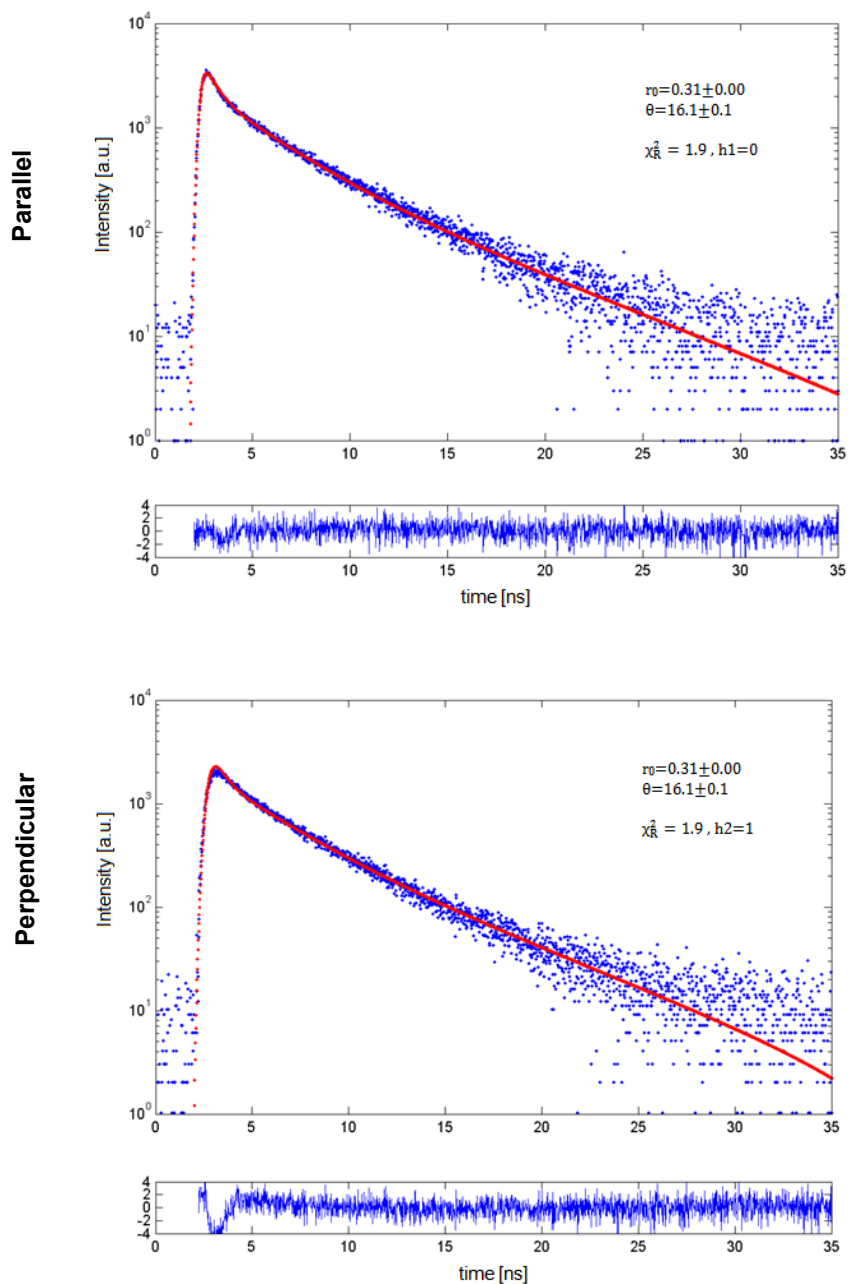 Parallel
Intensity [a.u.]
10^4
10^3
10^2
10^1
10^0
r₀=0.31±0.00
θ=16.1±0.1
χ²_R = 1.9 , h1=0
0 5 10 15 20 25 30 35
4
2
0
-2
-4
0 5 10 15 20 25 30 35
time [ns]
Perpendicular
Intensity [a.u.]
10^4
10^3
10^2
10^1
10^0
r₀=0.31±0.00
θ=16.1±0.1
χ²_R = 1.9 , h2=1
0 5 10 15 20 25 30 35
4
2
0
-2
-4
0 5 10 15 20 25 30 35
time [ns]